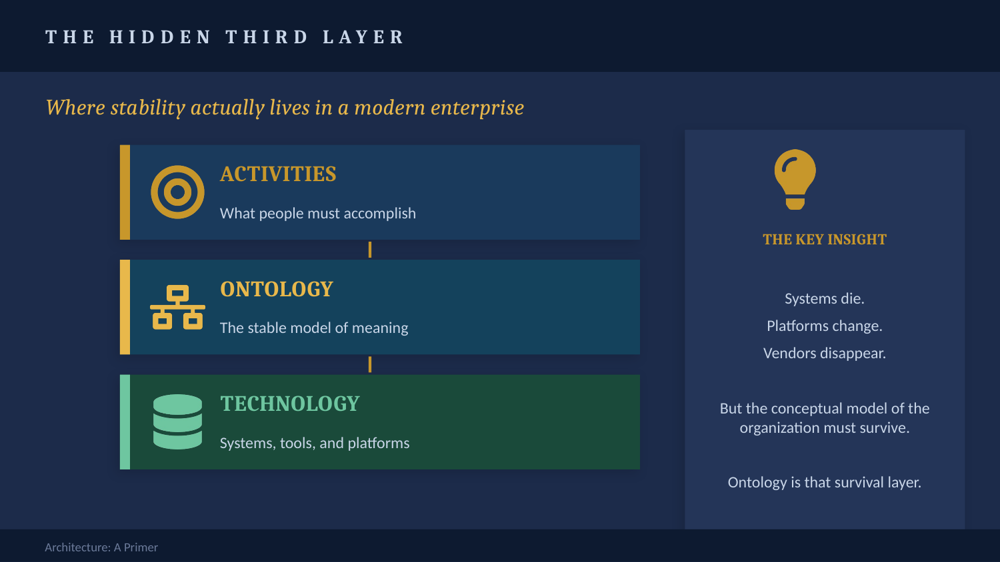 THE HIDDEN THIRD LAYER
Where stability actually lives in a modern enterprise
ACTIVITIES
What people must accomplish
ONTOLOGY
The stable model of meaning
TECHNOLOGY
Systems, tools, and platforms
THE KEY INSIGHT
Systems die.
Platforms change.
Vendors disappear.
But the conceptual model of the
organization must survive.
Ontology is that survival layer.
Architecture: A Primer